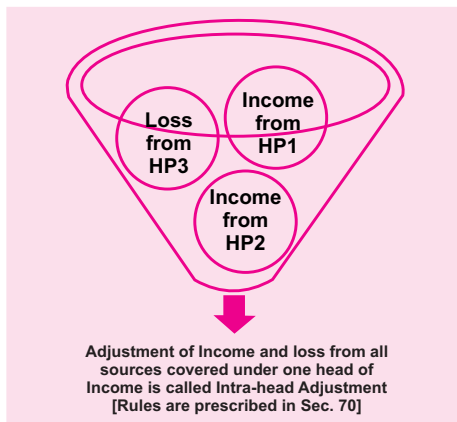 Loss
from
HP3
Income
from
HP1
Income
from
HP2
Adjustment of Income and loss from all
sources covered under one head of
Income is called Intra-head Adjustment
[Rules are prescribed in Sec. 70]